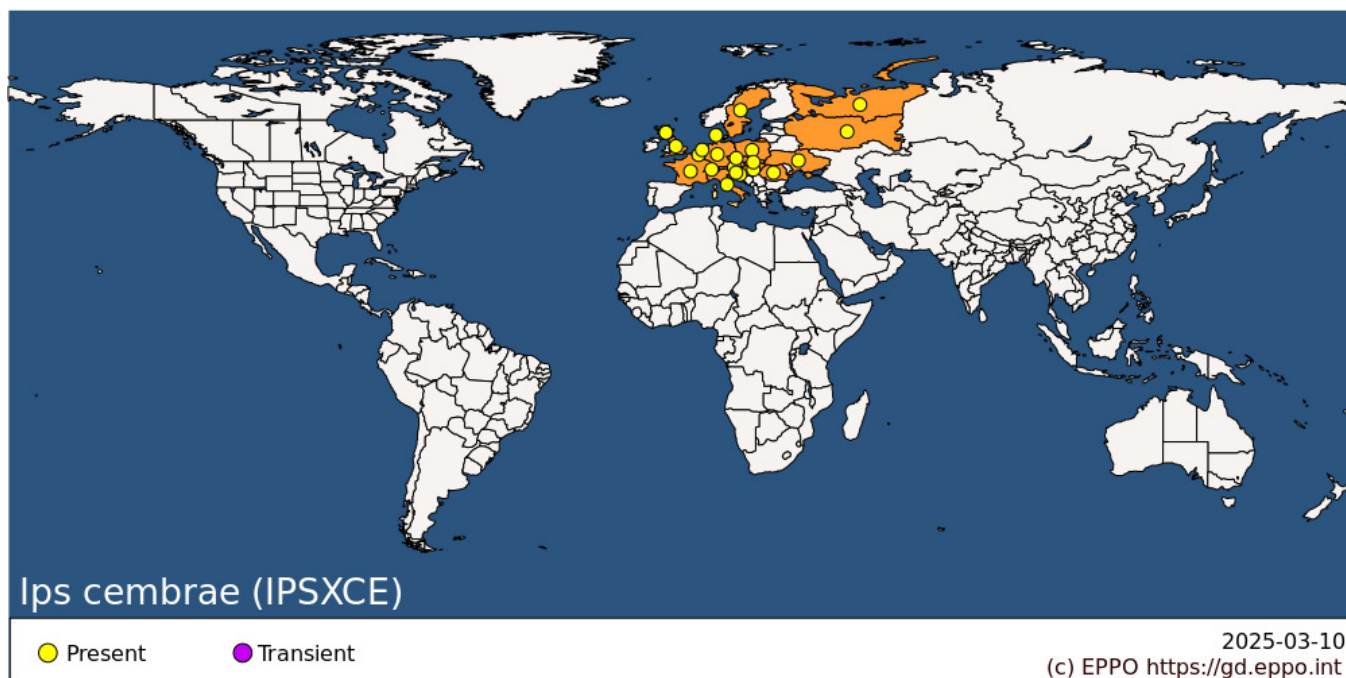 Ips cembrae (IPSXCE)
Present
Transient
2025-03-10
(c) EPPO https://gd.eppo.int